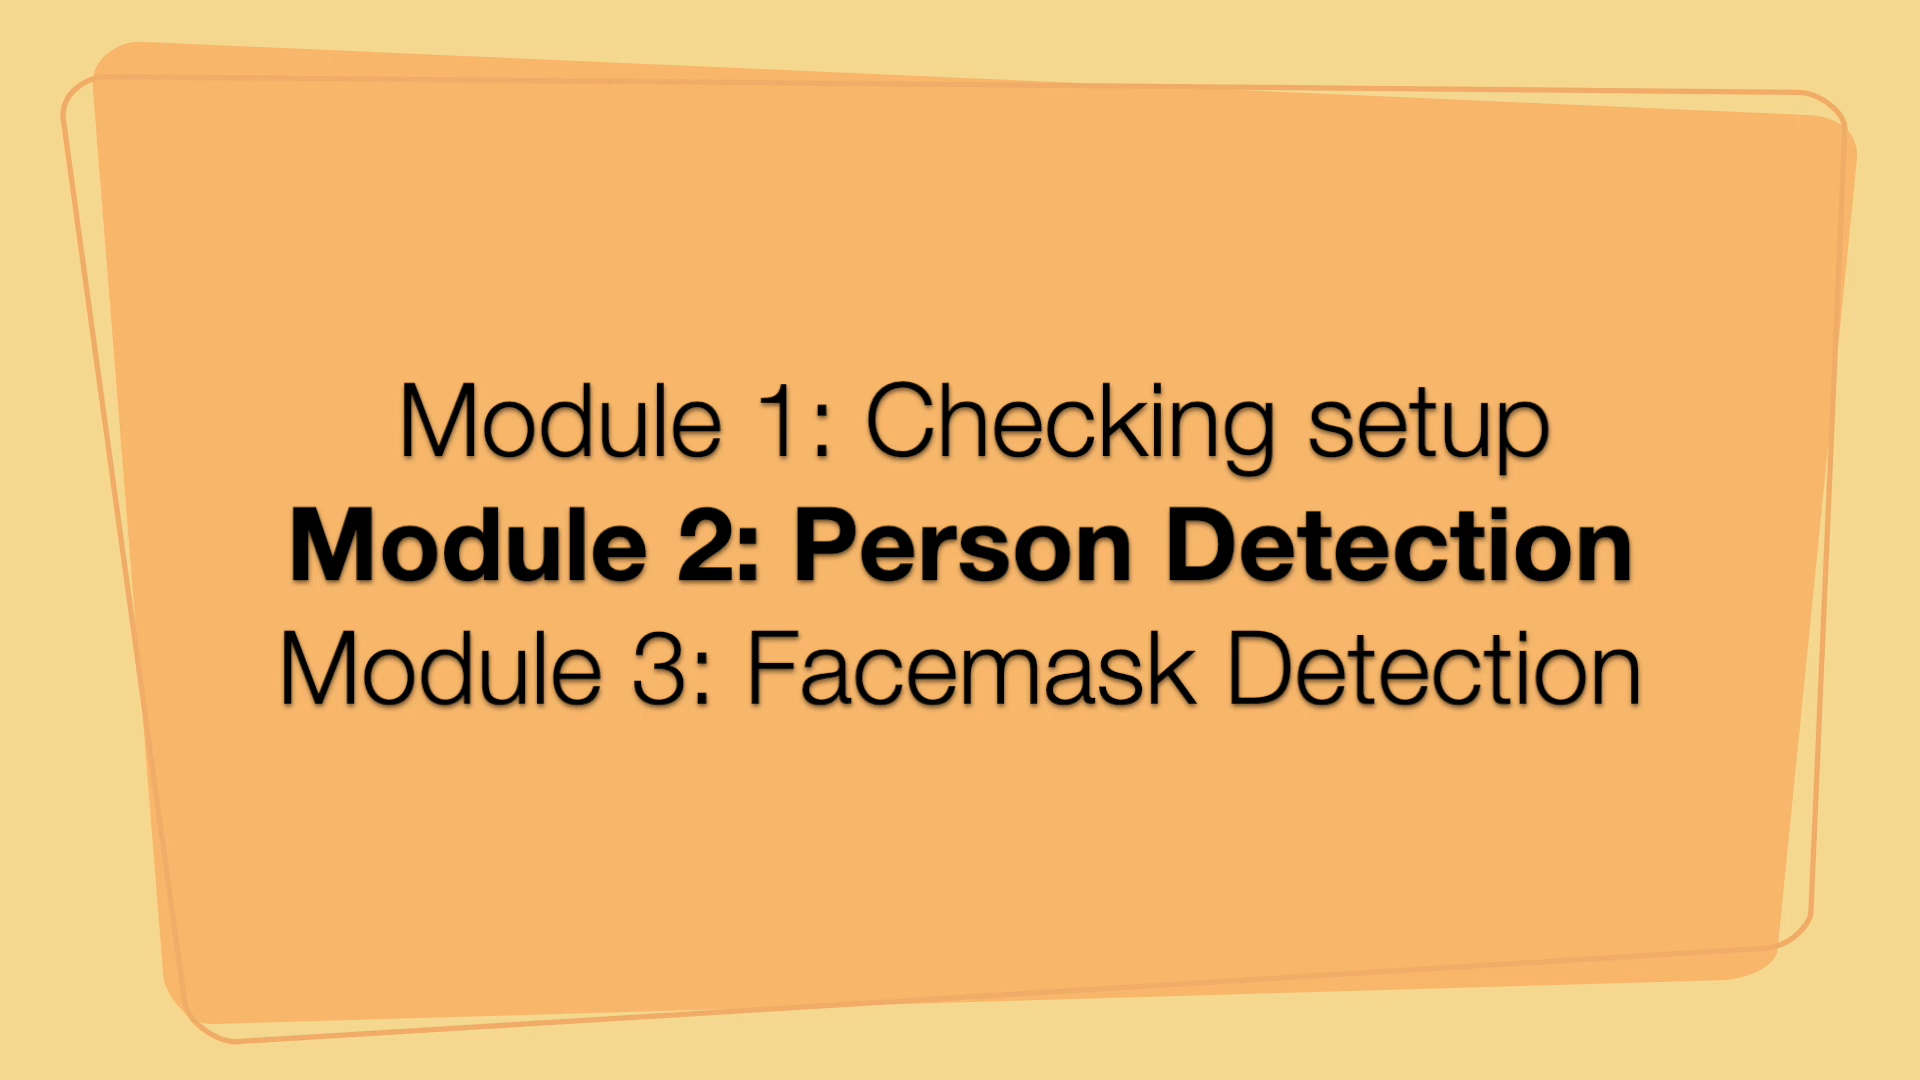 Module 1: Checking setup
Module 2: Person Detection
Module 3: Facemask Detection